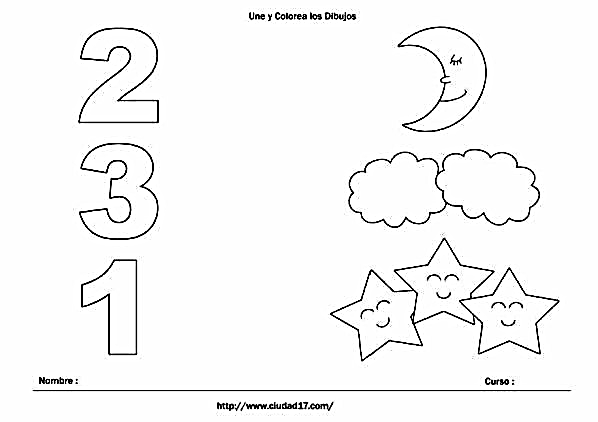 Une y Colorea los Dibujos
2
3
1
Nombre : Curso :
http://www.ciudad17.com/